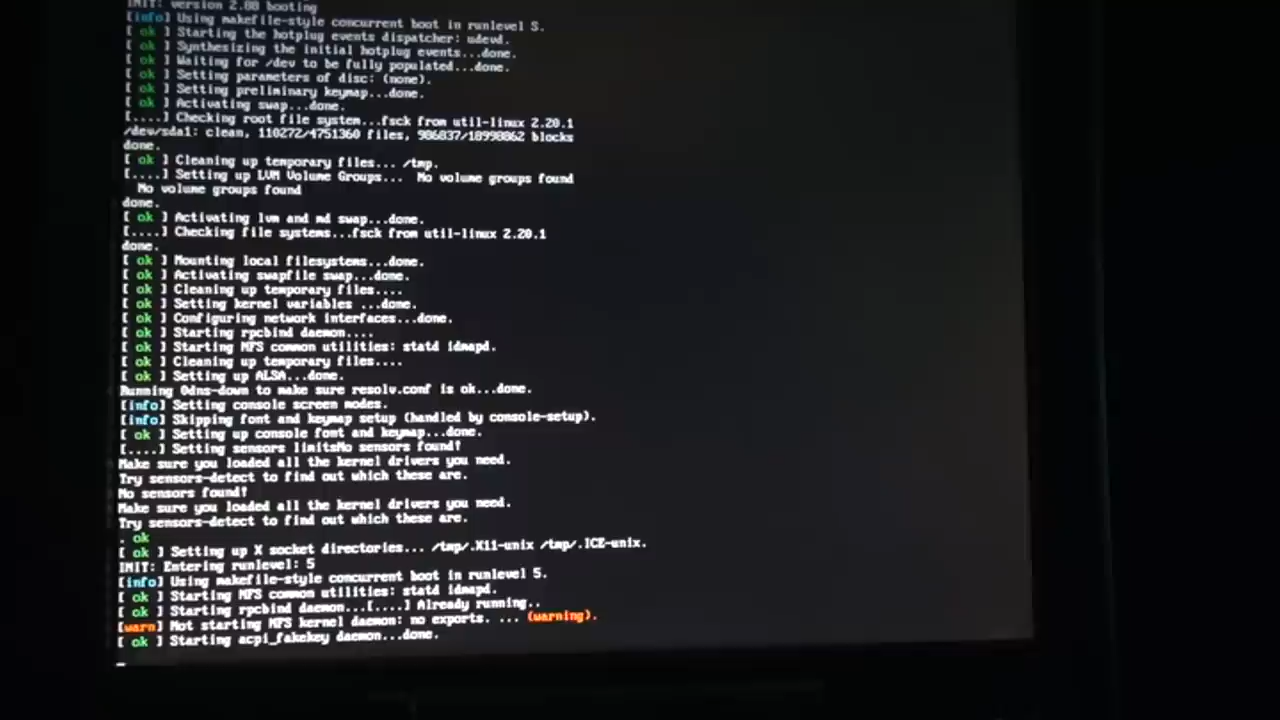 INIT: version 2.88 booting
[info] Using makefile-style concurrent boot in runlevel S.
[ ok ] Starting the hotplug events dispatcher: udevd.
[ ok ] Synthesizing the initial hotplug events...done.
[ ok ] Waiting for /dev to be fully populated...done.
[ ok ] Setting parameters of disc: (none).
[ ok ] Setting preliminary keymap...done.
[ ok ] Activating swap...done.
[....] Checking root file system...fsck from util-linux 2.20.1
/dev/sda1: clean, 110272/4751360 files, 986837/18998862 blocks
done.
[ ok ] Cleaning up temporary files... /tmp.
[....] Setting up LVM Volume Groups...  No volume groups found
  No volume groups found
done.
[ ok ] Activating lvm and md swap...done.
[....] Checking file systems...fsck from util-linux 2.20.1
done.
[ ok ] Mounting local filesystems...done.
[ ok ] Activating swapfile swap...done.
[ ok ] Cleaning up temporary files....
[ ok ] Setting kernel variables ...done.
[ ok ] Configuring network interfaces...done.
[ ok ] Starting rpcbind daemon....
[ ok ] Starting NFS common utilities: statd idmapd.
[ ok ] Cleaning up temporary files....
[ ok ] Setting up ALSA...done.
Running 0dns-down to make sure resolv.conf is ok...done.
[info] Setting console screen modes.
[info] Skipping font and keymap setup (handled by console-setup).
[ ok ] Setting up console font and keymap...done.
[....] Setting sensors limitsNo sensors found!
Make sure you loaded all the kernel drivers you need.
Try sensors-detect to find out which these are.
No sensors found!
Make sure you loaded all the kernel drivers you need.
Try sensors-detect to find out which these are.
. ok
[ ok ] Setting up X socket directories... /tmp/.X11-unix /tmp/.ICE-unix.
INIT: Entering runlevel: 5
[info] Using makefile-style concurrent boot in runlevel 5.
[ ok ] Starting NFS common utilities: statd idmapd.
[ ok ] Starting rpcbind daemon...[....] Already running..
[warn] Not starting NFS kernel daemon: no exports. ... (warning).
[ ok ] Starting acpi_fakekey daemon...done.